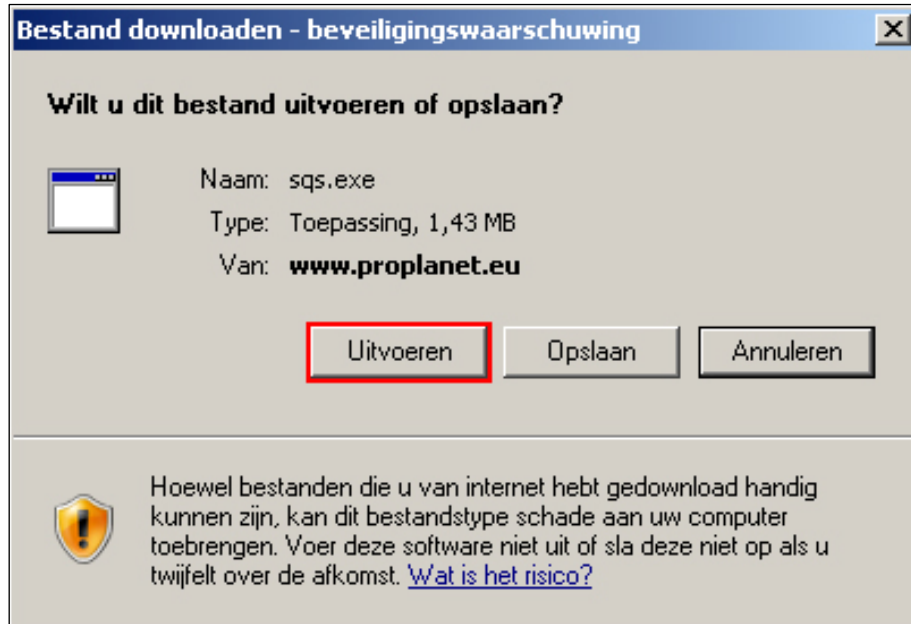 Bestand downloaden - beveiligingswaarschuwing
Wilt u dit bestand uitvoeren of opslaan?
Naam: sqs.exe
Type: Toepassing, 1,43 MB
Van: www.proplanet.eu
Uitvoeren Opslaan Annuleren
Hoewel bestanden die u van internet hebt gedownload handig
kunnen zijn, kan dit bestandstype schade aan uw computer
toebrengen. Voer deze software niet uit of sla deze niet op als u
twijfelt over de afkomst. Wat is het risico?